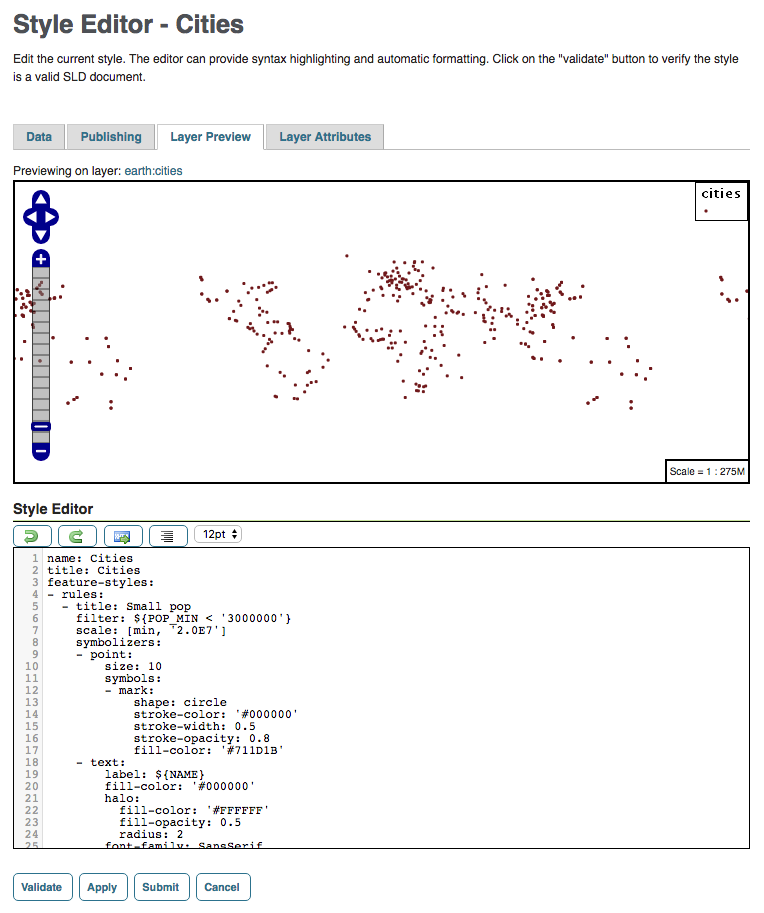 Style Editor - Cities
Edit the current style. The editor can provide syntax highlighting and automatic formatting. Click on the "validate" button to verify the style
is a valid SLD document.
Data Publishing Layer Preview Layer Attributes
Previewing on layer: earth:cities
cities
Scale = 1 : 275M
Style Editor
12pt
1 name: Cities
2 title: Cities
3 feature-styles:
4 - rules:
5 - title: Small pop
6 filter: ${POP_MIN < '3000000'}
7 scale: [min, '2.0E7']
8 symbolizers:
9 - point:
10 size: 10
11 symbols:
12 - mark:
13 shape: circle
14 stroke-color: '#000000'
15 stroke-width: 0.5
16 stroke-opacity: 0.8
17 fill-color: '#711D1B'
18 - text:
19 label: ${NAME}
20 fill-color: '#000000'
21 halo:
22 fill-color: '#FFFFFF'
23 fill-opacity: 0.5
24 radius: 2
25 font-family: SansSerif
Validate Apply Submit Cancel